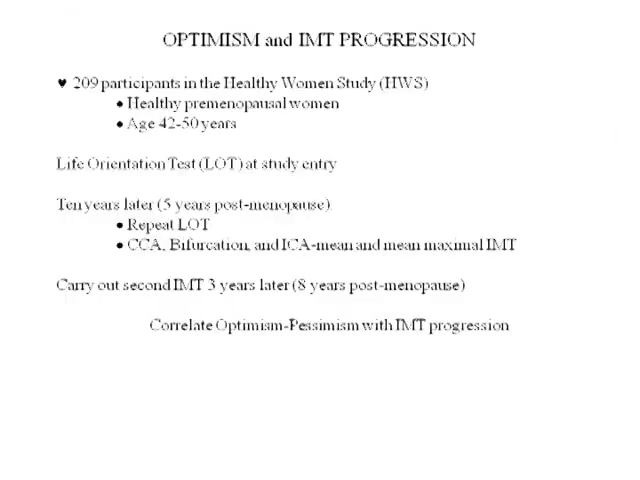 OPTIMISM and IMT PROGRESSION
♥ 209 participants in the Healthy Women Study (HWS)
• Healthy premenopausal women
• Age 42-50 years
Life Orientation Test (LOT) at study entry
Ten years later (5 years post-menopause)
• Repeat LOT
• CCA, Bifurcation, and ICA-mean and mean maximal IMT
Carry out second IMT 3 years later (8 years post-menopause)
Correlate Optimism-Pessimism with IMT progression